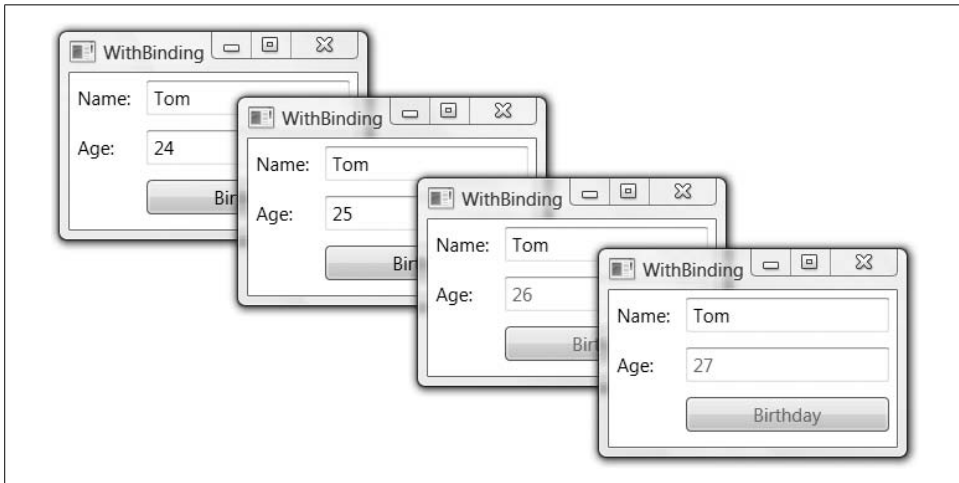 WithBinding
Name: Tom
Age: 24
WithBinding
Name: Tom
Age: 25
WithBinding
Name: Tom
Age: 26
WithBinding
Name: Tom
Age: 27
Birthday